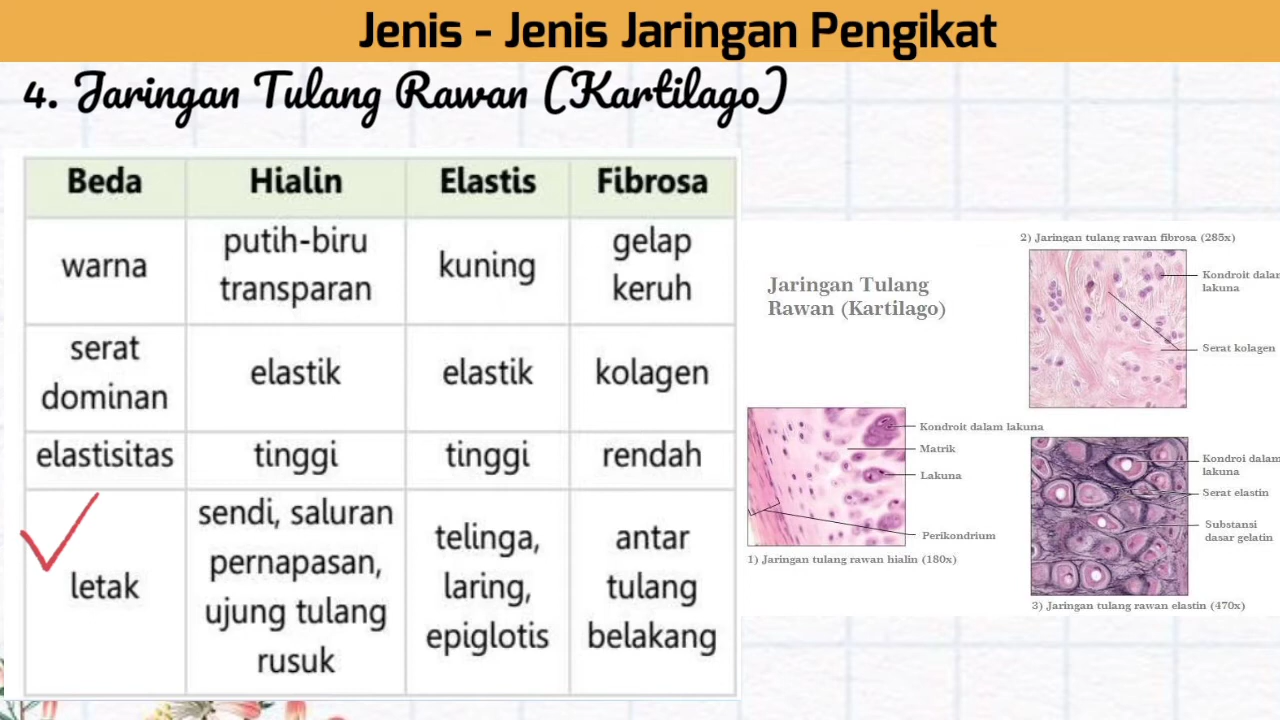 Jenis - Jenis Jaringan Pengikat
4. Jaringan Tulang Rawan (Kartilago)
Beda Hialin Elastis Fibrosa
warna
putih-biru
transparan
kuning
gelap
keruh
serat
dominan
elastik
elastik
kolagen
elastisitas tinggi tinggi rendah
letak
sendi, saluran
pernapasan,
ujung tulang
rusuk
telinga,
laring,
epiglotis
antar
tulang
belakang
Jaringan Tulang
Rawan (Kartilago)
2) Jaringan tulang rawan fibrosa (285x)
Kondroit dalam
lakuna
Serat kolagen
Kondroit dalam lakuna
Matrik
Lakuna
Perikondrium
1) Jaringan tulang rawan hialin (180x)
Kondroi dalam
lakuna
Serat elastin
Substansi
dasar gelatin
3) Jaringan tulang rawan elastin (470x)